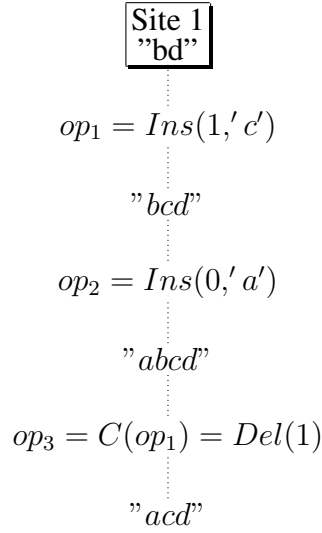 Site 1
"bd"
op₁ = Ins(1,′ c′)
"bcd"
op₂ = Ins(0,′ a′)
"abcd"
op₃ = C(op₁) = Del(1)
"acd"